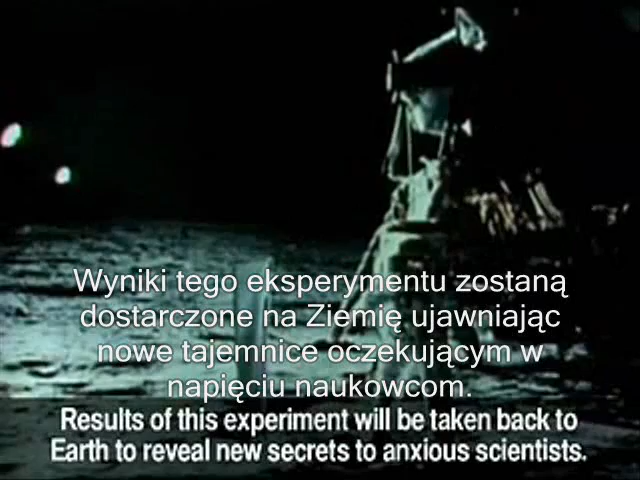 Wyniki tego eksperymentu zostaną
dostarczone na Ziemię ujawniając
nowe tajemnice oczekującym w
napięciu naukowcom.
Results of this experiment will be taken back to
Earth to reveal new secrets to anxious scientists.